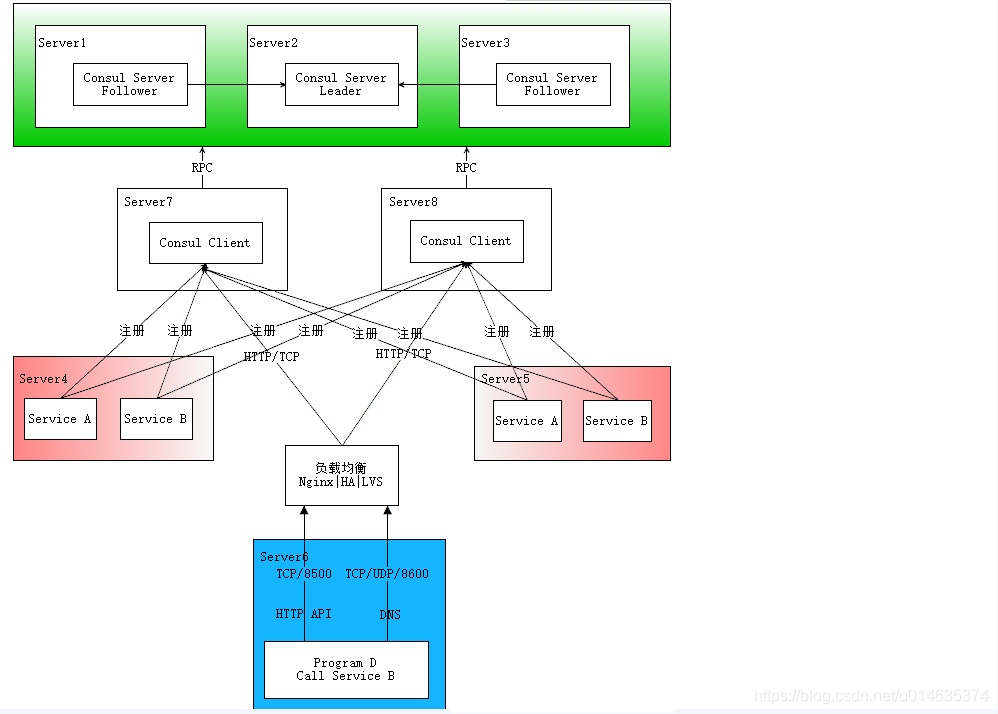 Server1
Server2
Server3
Consul Server
Follower
Consul Server
Leader
Consul Server
Follower
RPC
RPC
Server7
Server8
Consul Client
Consul Client
注册
注册
注册
注册
注册
注册
注册
注册
HTTP/TCP
HTTP/TCP
Server4
Server5
Service A
Service B
Service A
Service B
负载均衡
Nginx|HA|LVS
Server6
TCP/8500
TCP/UDP/8600
HTTP API
DNS
Program D
Call Service B
https://blog.csdn.net/u014635374